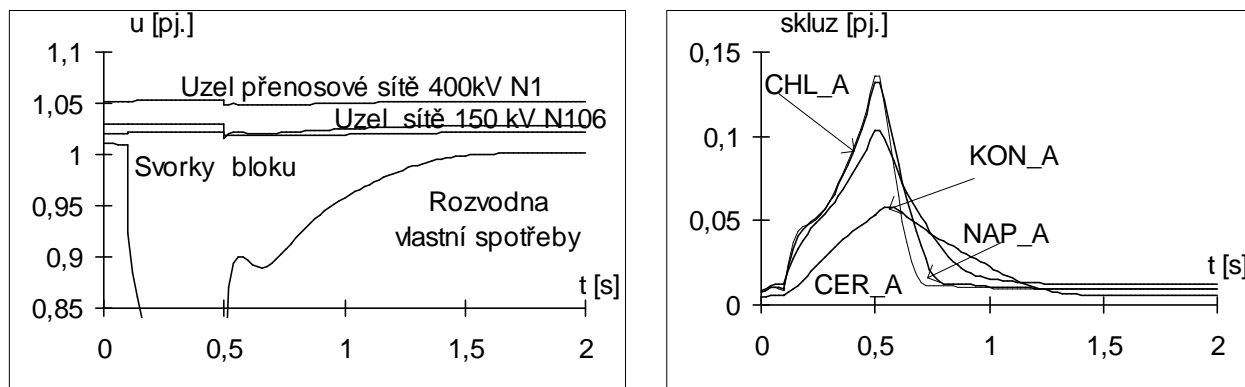 u [pj.]
1,1
1,05
1
0,95
0,9
0,85
Uzel přenosové sítě 400kV N1
Uzel sítě 150 kV N106
Svorky bloku
Rozvodna
vlastní spotřeby
t [s]
0
0,5
1
1,5
2
skluz [pj.]
0,15
0,1
0,05
0
CHL_A
KON_A
NAP_A
CER_A
t [s]
0
0,5
1
1,5
2